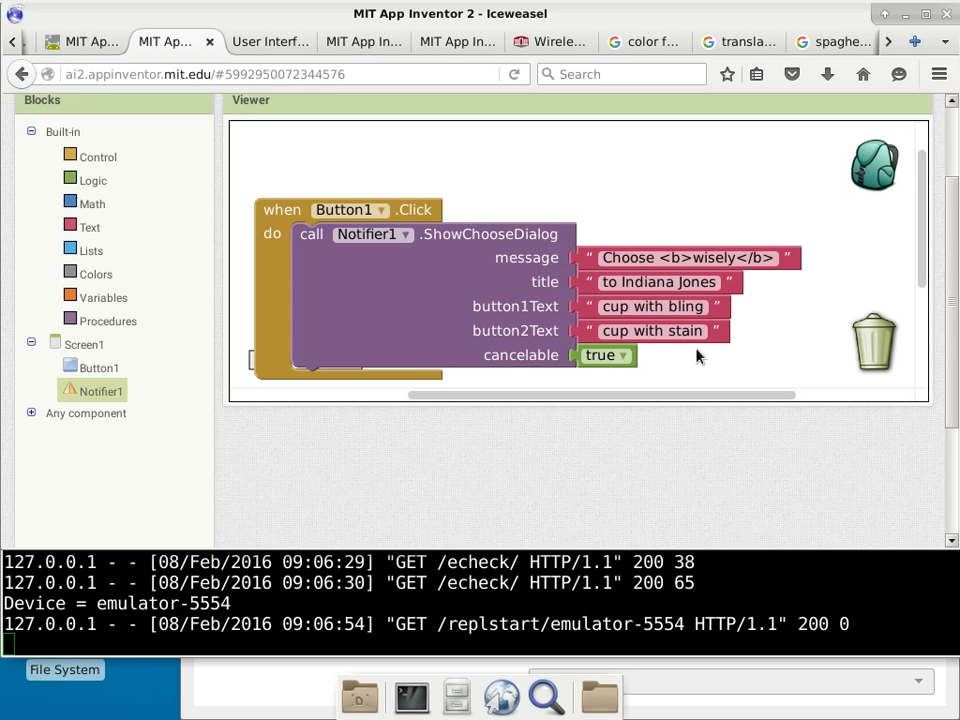 MIT App Inventor 2 - Iceweasel
MIT Ap... MIT Ap... User Interf... MIT App In... MIT App In... Wirele... color f... transla... spaghe...
ai2.appinventor.mit.edu/#5992950072344576
Search
Blocks
Viewer
Built-in
Control
Logic
Math
Text
Lists
Colors
Variables
Procedures
Screen1
Button1
Notifier1
Any component
when Button1 .Click
do call Notifier1 .ShowChooseDialog
message “ Choose <b>wisely</b> ”
title “ to Indiana Jones ”
button1Text “ cup with bling ”
button2Text “ cup with stain ”
cancelable true
127.0.0.1 - - [08/Feb/2016 09:06:29] "GET /echeck/ HTTP/1.1" 200 38
127.0.0.1 - - [08/Feb/2016 09:06:30] "GET /echeck/ HTTP/1.1" 200 65
Device = emulator-5554
127.0.0.1 - - [08/Feb/2016 09:06:54] "GET /replstart/emulator-5554 HTTP/1.1" 200 0
File System